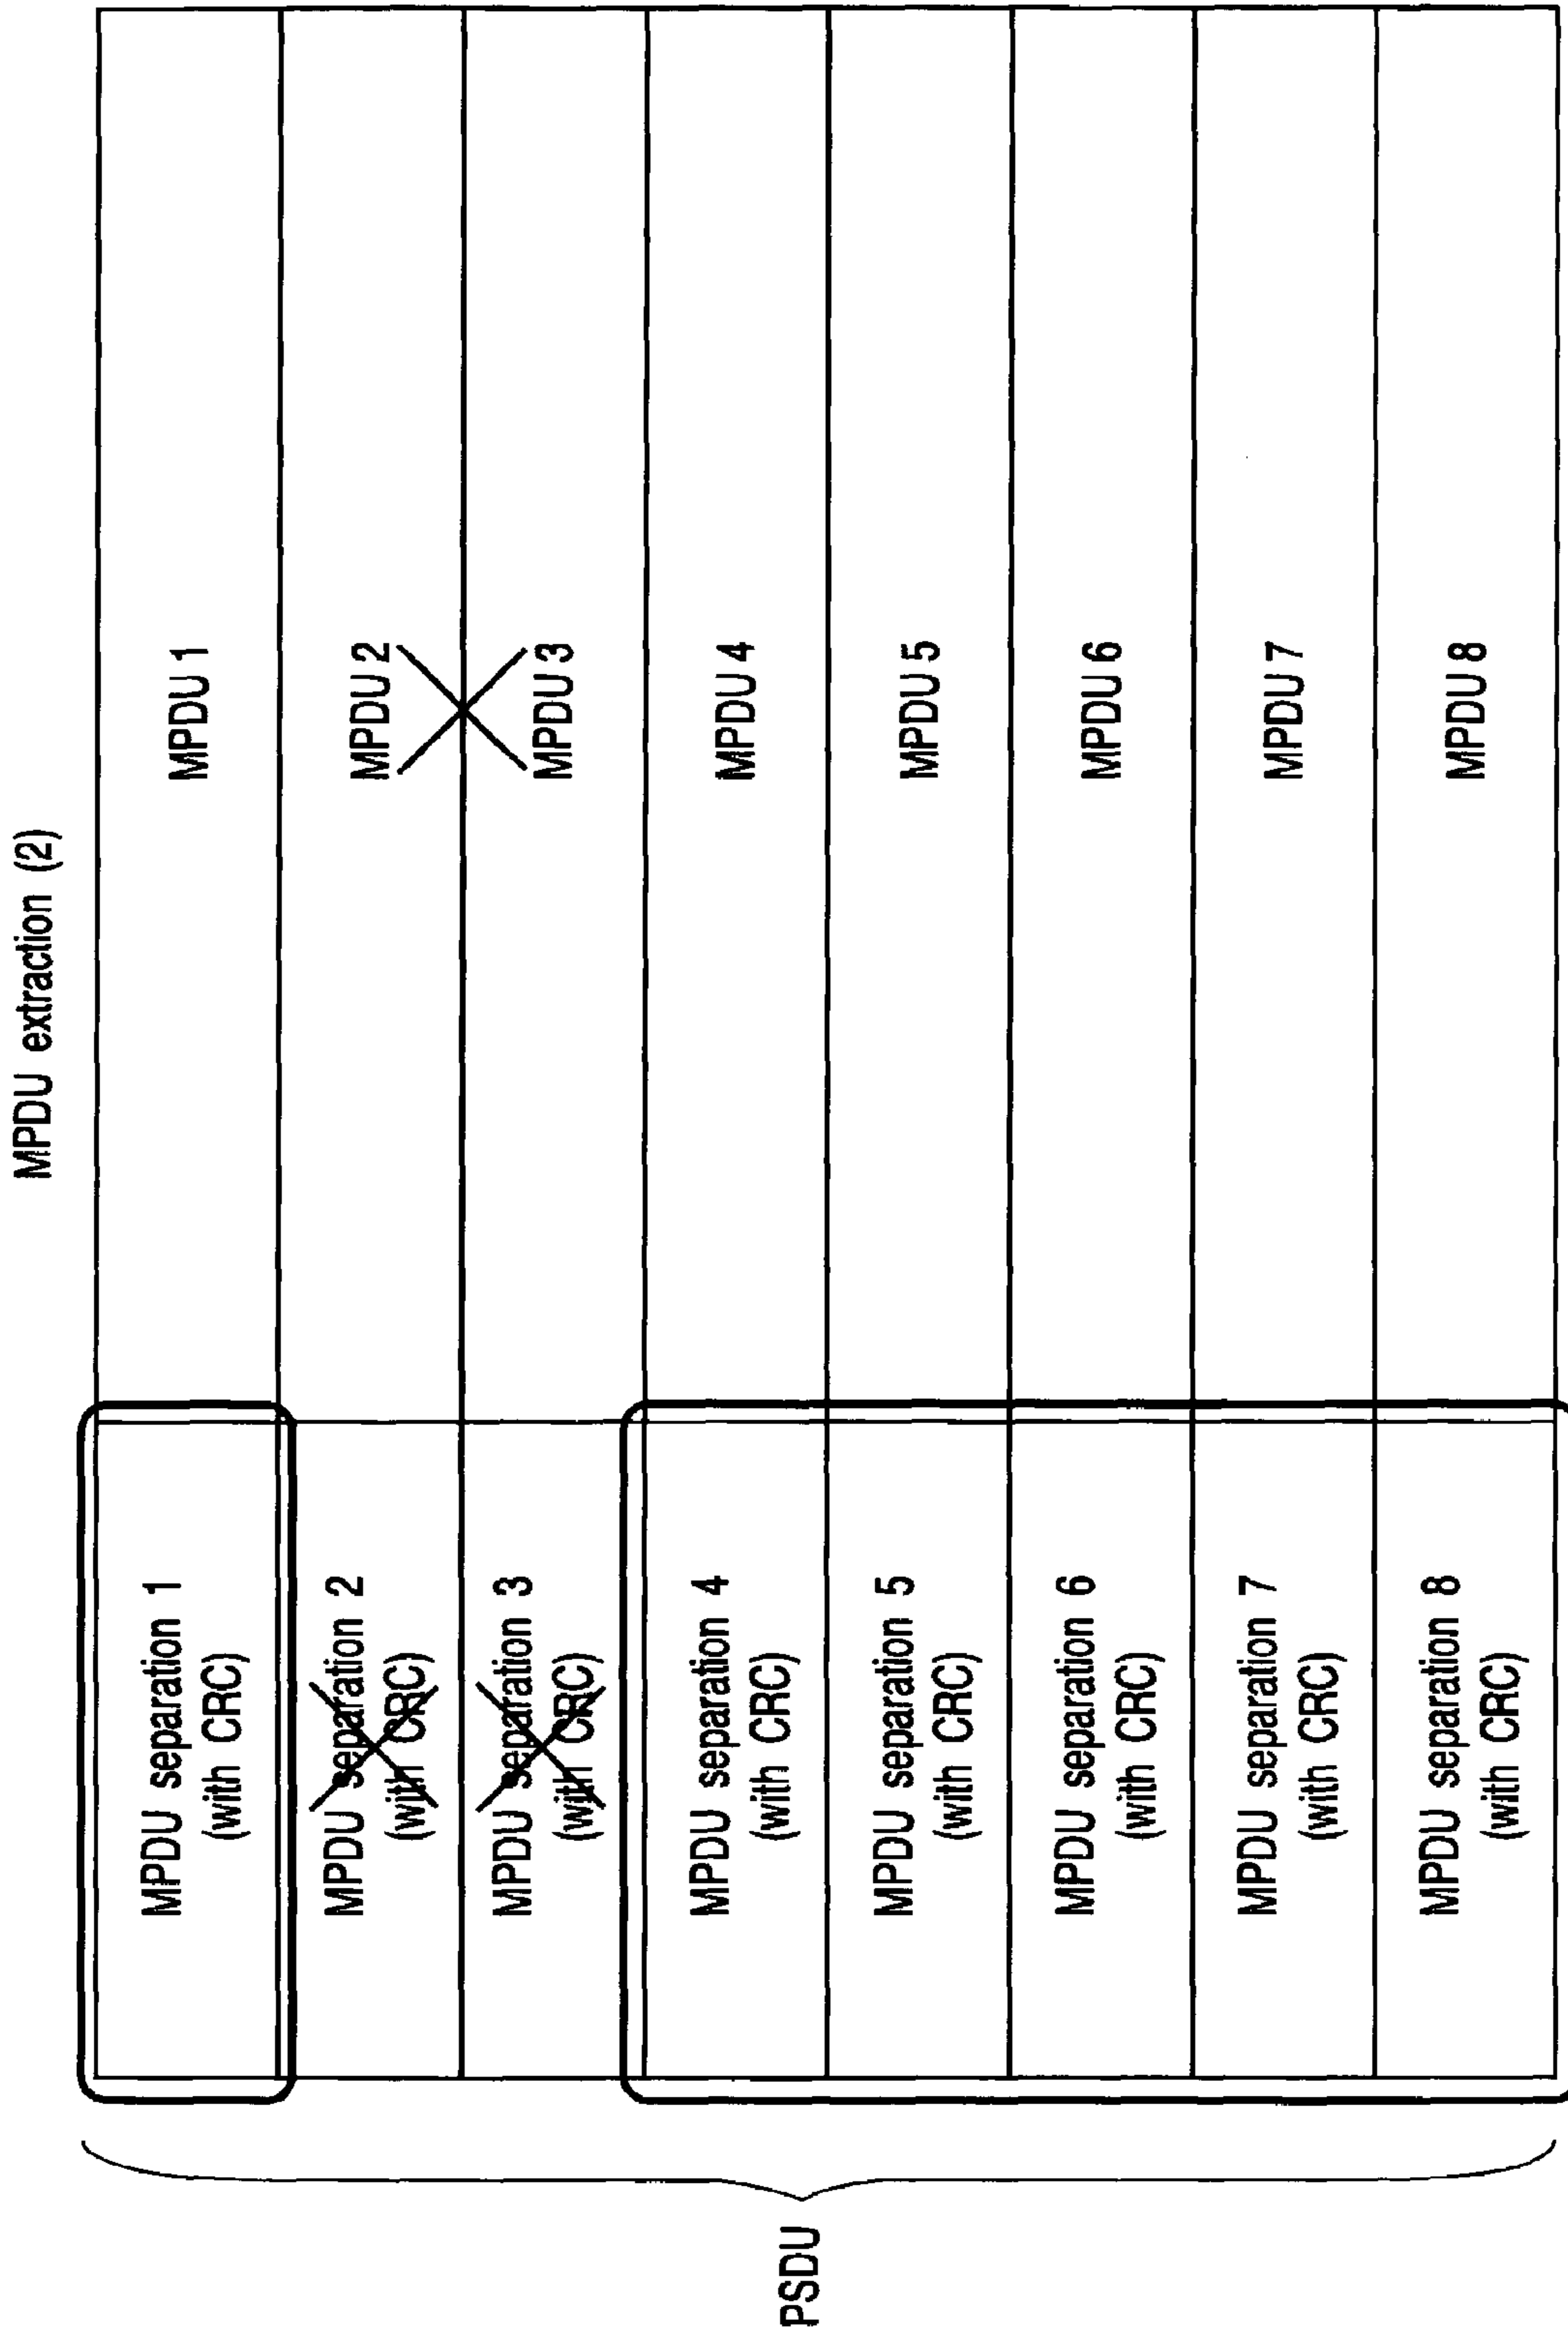 MPDU extraction (2)
MPDU separation 1
(with CRC)
MPDU 1
MPDU separation 2
(with CRC)
MPDU 2
MPDU separation 3
(with CRC)
MPDU 3
MPDU separation 4
(with CRC)
MPDU 4
MPDU separation 5
(with CRC)
MPDU 5
MPDU separation 6
(with CRC)
MPDU 6
MPDU separation 7
(with CRC)
MPDU 7
MPDU separation 8
(with CRC)
MPDU 8
PSDU